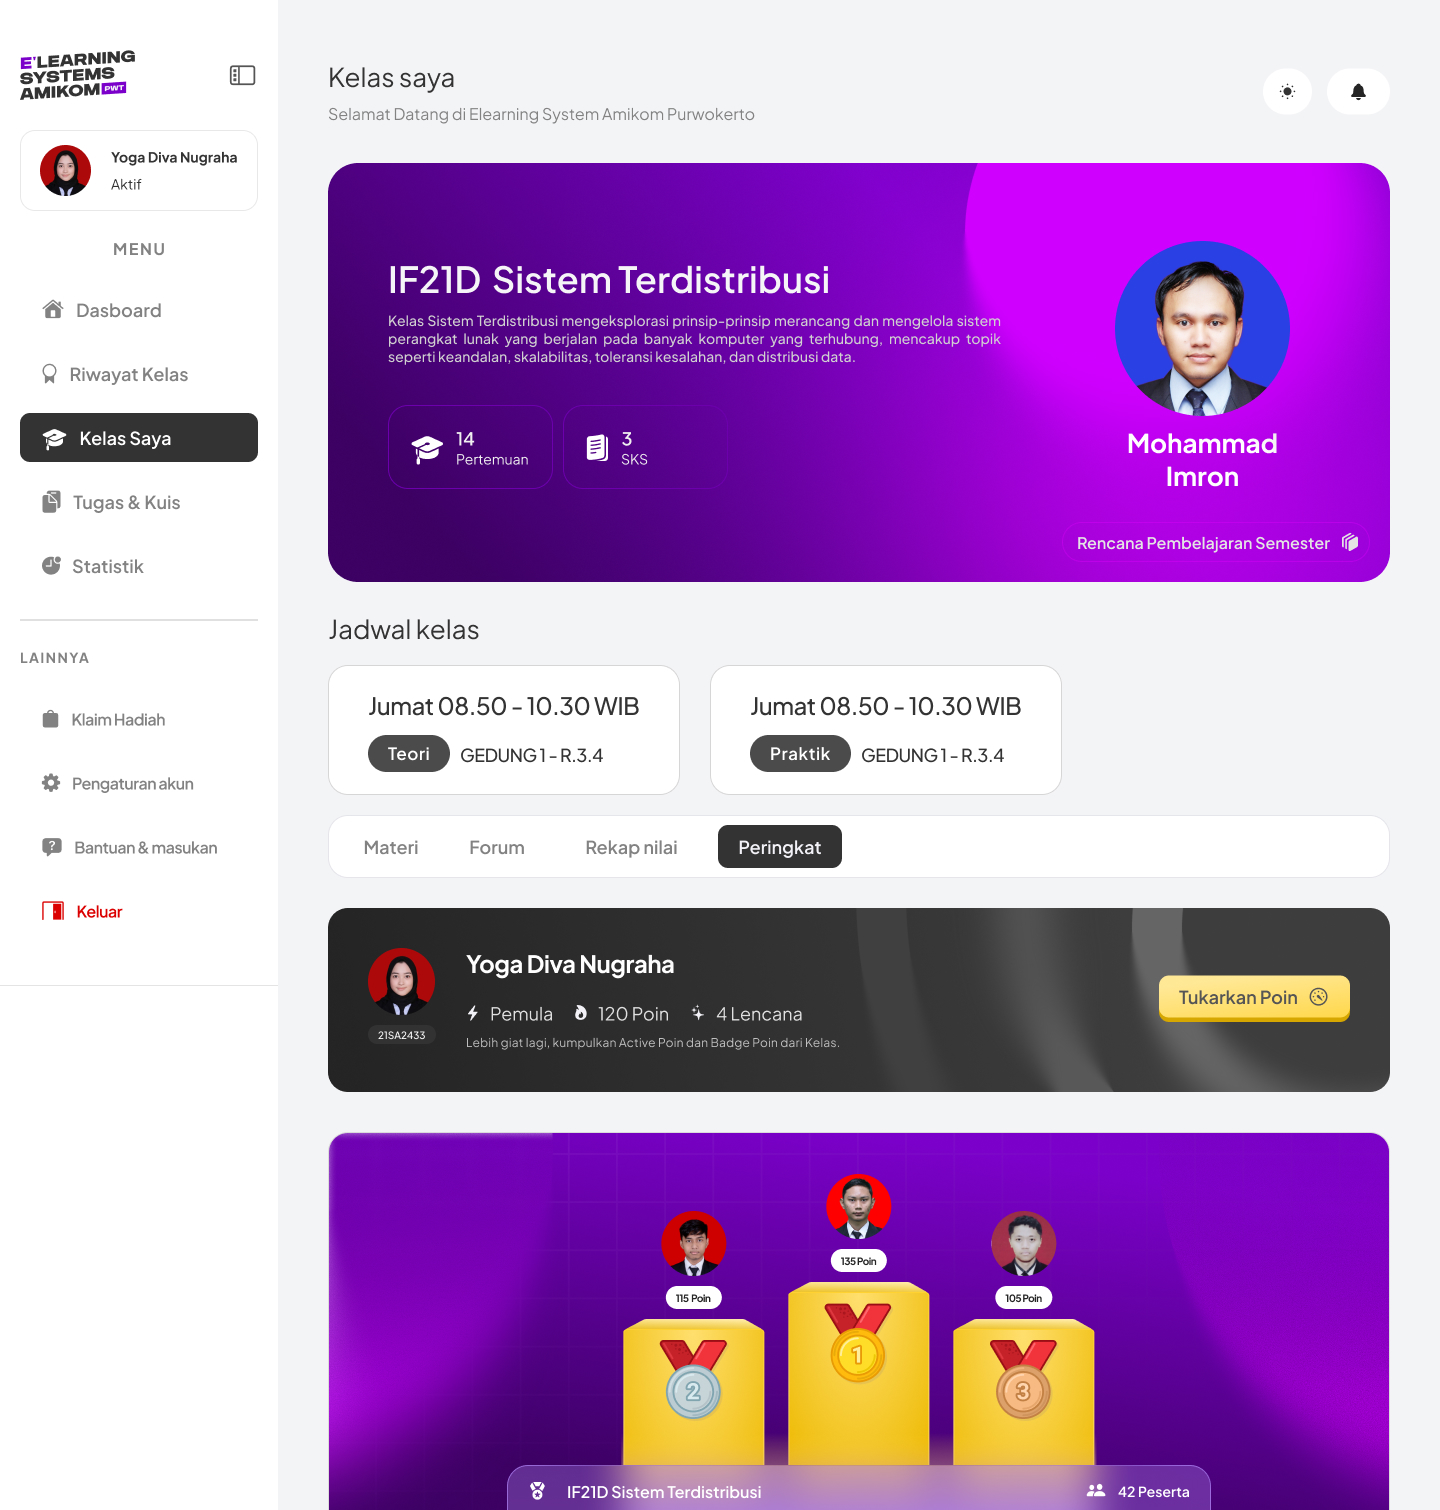 E'LEARNING
SYSTEMS
AMIKOM PWT
Yoga Diva Nugraha
Aktif
MENU
Dasboard
Riwayat Kelas
Kelas Saya
Tugas & Kuis
Statistik
LAINNYA
Klaim Hadiah
Pengaturan akun
Bantuan & masukan
Keluar
Kelas saya
Selamat Datang di Elearning System Amikom Purwokerto
IF21D Sistem Terdistribusi
Kelas Sistem Terdistribusi mengeksplorasi prinsip-prinsip merancang dan mengelola sistem
perangkat lunak yang berjalan pada banyak komputer yang terhubung, mencakup topik
seperti keandalan, skalabilitas, toleransi kesalahan, dan distribusi data.
14
Pertemuan
3
SKS
Mohammad
Imron
Rencana Pembelajaran Semester
Jadwal kelas
Jumat 08.50 - 10.30 WIB
Teori GEDUNG 1 - R.3.4
Jumat 08.50 - 10.30 WIB
Praktik GEDUNG 1 - R.3.4
Materi Forum Rekap nilai Peringkat
Yoga Diva Nugraha
Pemula 120 Poin 4 Lencana
21SA2433
Lebih giat lagi, kumpulkan Active Poin dan Badge Poin dari Kelas.
Tukarkan Poin
135 Poin
115 Poin
105 Poin
1
2
3
IF21D Sistem Terdistribusi
42 Peserta